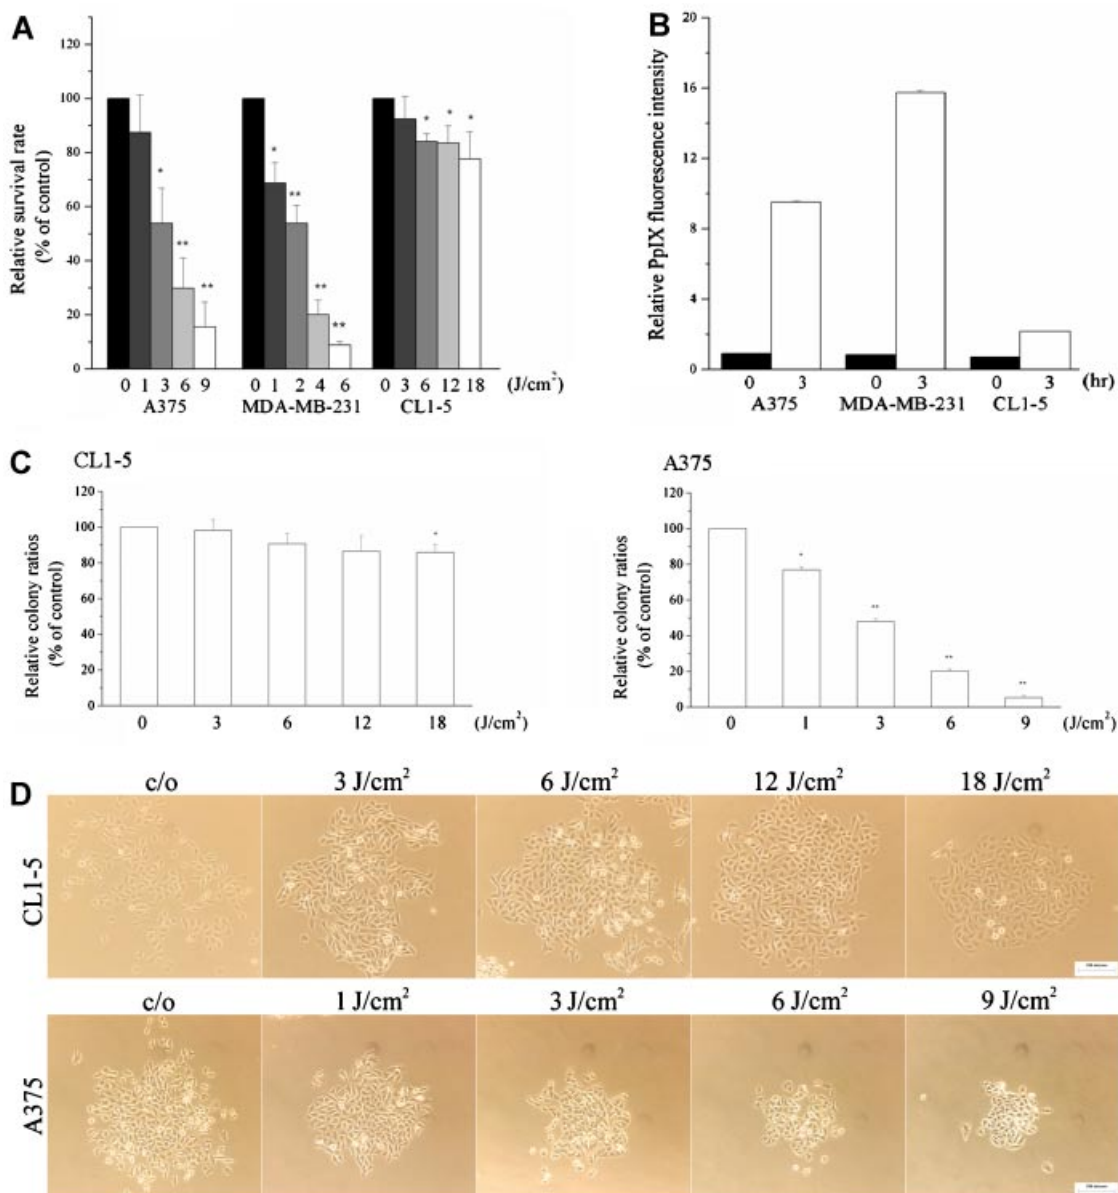 A
Relative survival rate
(% of control)
120
100
80
60
40
20
0
* ** ** * ** ** ** * * *
0 1 3 6 9 0 1 2 4 6 0 3 6 12 18 (J/cm²)
A375 MDA-MB-231 CL1-5
B
Relative PpIX fluorescence intensity
20
16
12
8
4
0
0 3 0 3 0 3 (hr)
A375 MDA-MB-231 CL1-5
C
CL1-5
Relative colony ratios
(% of control)
120
100
80
60
40
20
0
*
0 3 6 12 18 (J/cm²)
A375
Relative colony ratios
(% of control)
120
100
80
60
40
20
0
* ** ** **
0 1 3 6 9 (J/cm²)
D
c/o 3 J/cm² 6 J/cm² 12 J/cm² 18 J/cm²
CL1-5
c/o 1 J/cm² 3 J/cm² 6 J/cm² 9 J/cm²
A375